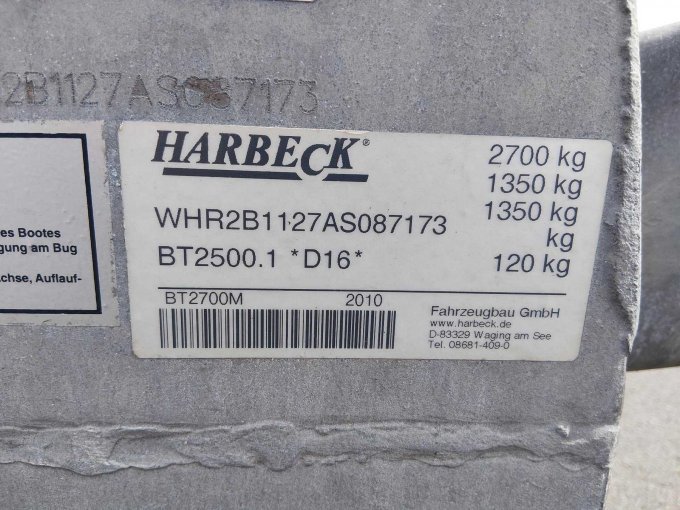 2B1127AS087173
es Bootes
gung am Bug
chse, Auflauf-
HARBECK®
WHR2B1127AS087173
BT2500.1 *D16*
2700 kg
1350 kg
1350 kg
kg
120 kg
BT2700M 2010
Fahrzeugbau GmbH
www.harbeck.de
D-83329 Waging am See
Tel. 08681-409-0